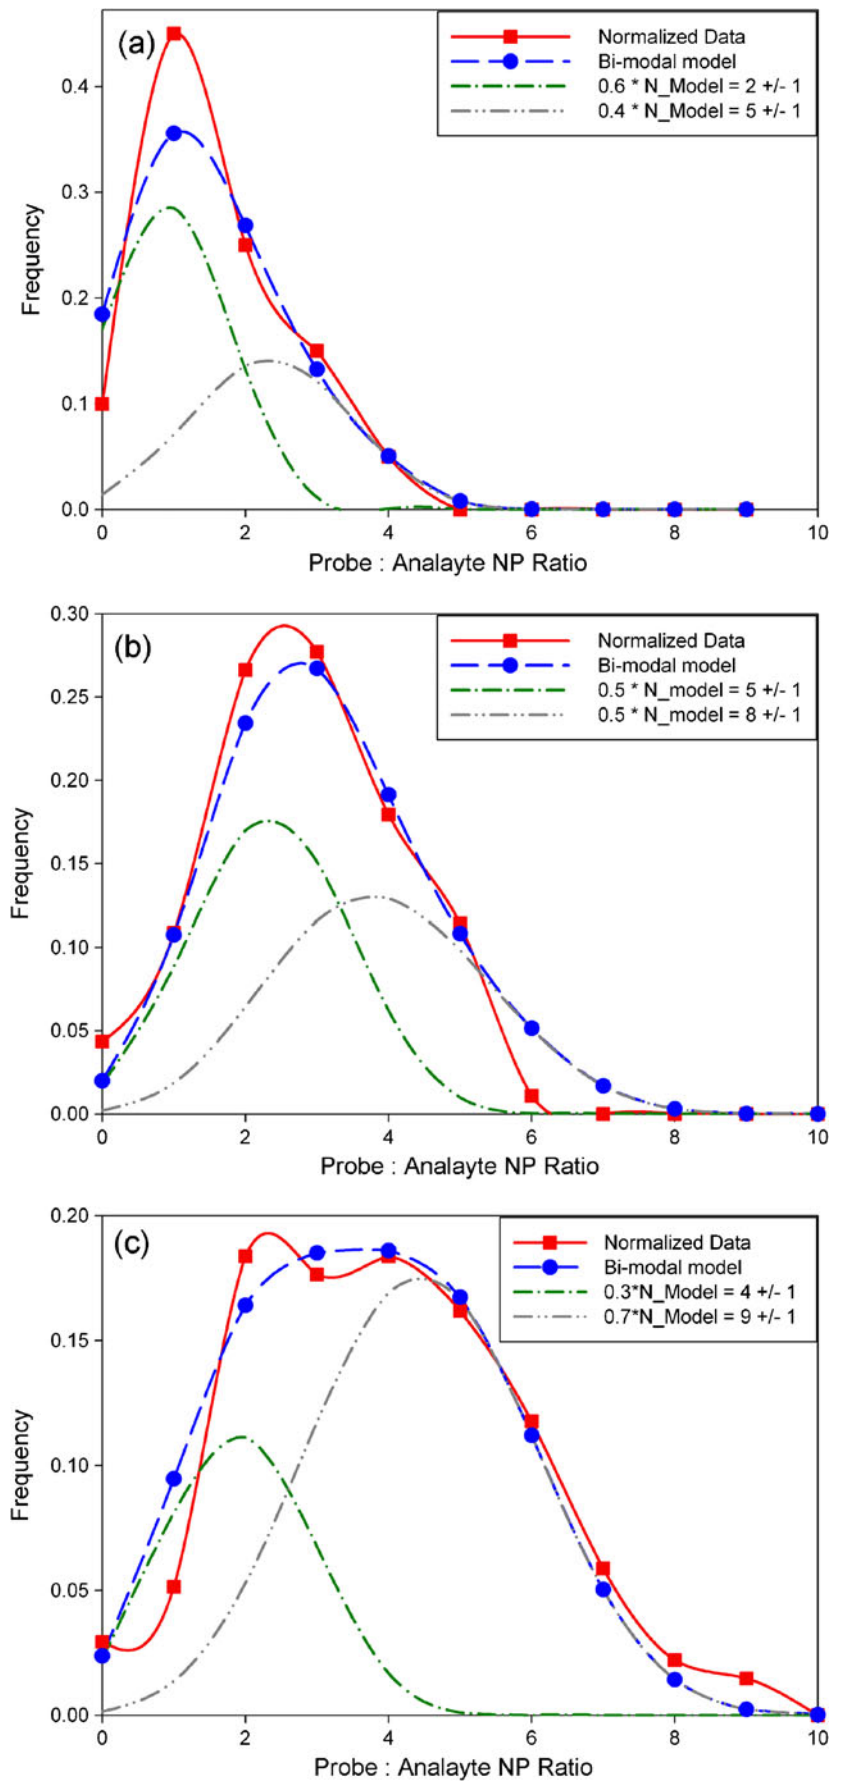 (a)
Normalized Data
Bi-modal model
0.6 * N_Model = 2 +/- 1
0.4 * N_Model = 5 +/- 1
Frequency
0.4
0.3
0.2
0.1
0.0
0 2 4 6 8 10
Probe : Analayte NP Ratio
(b)
Normalized Data
Bi-modal model
0.5 * N_model = 5 +/- 1
0.5 * N_model = 8 +/- 1
Frequency
0.30
0.25
0.20
0.15
0.10
0.05
0.00
0 2 4 6 8 10
Probe : Analayte NP Ratio
(c)
Normalized Data
Bi-modal model
0.3*N_Model = 4 +/- 1
0.7*N_Model = 9 +/- 1
Frequency
0.20
0.15
0.10
0.05
0.00
0 2 4 6 8 10
Probe : Analayte NP Ratio